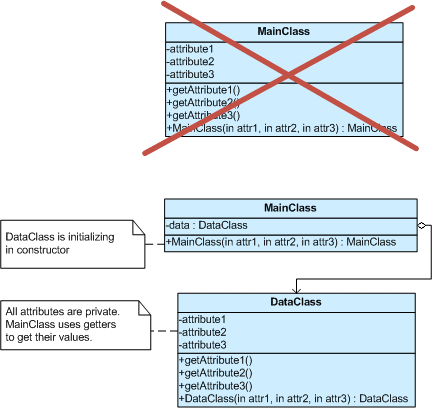 MainClass
-attribute1
-attribute2
-attribute3
+getAttribute1()
+getAttribute2()
+getAttribute3()
+MainClass(in attr1, in attr2, in attr3) : MainClass
MainClass
-data : DataClass
+MainClass(in attr1, in attr2, in attr3) : MainClass
DataClass is initializing
in constructor
All attributes are private.
MainClass uses getters
to get their values.
DataClass
-attribute1
-attribute2
-attribute3
+getAttribute1()
+getAttribute2()
+getAttribute3()
+DataClass(in attr1, in attr2, in attr3) : DataClass